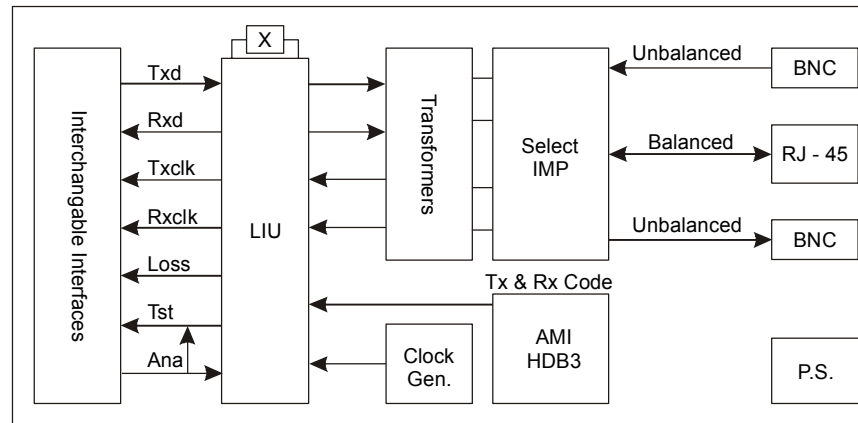 X
Interchangable Interfaces
Txd
Rxd
Txclk
Rxclk
Loss
Tst
Ana
LIU
Transformers
Select
IMP
Unbalanced
BNC
Balanced
RJ - 45
Unbalanced
BNC
Tx & Rx Code
AMI
HDB3
Clock
Gen.
P.S.